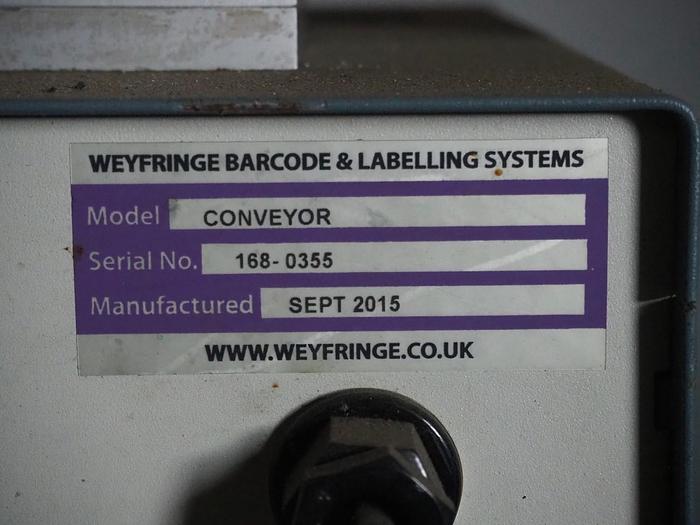 WEYFRINGE BARCODE & LABELLING SYSTEMS
Model CONVEYOR
Serial No. 168-0355
Manufactured SEPT 2015
WWW.WEYFRINGE.CO.UK